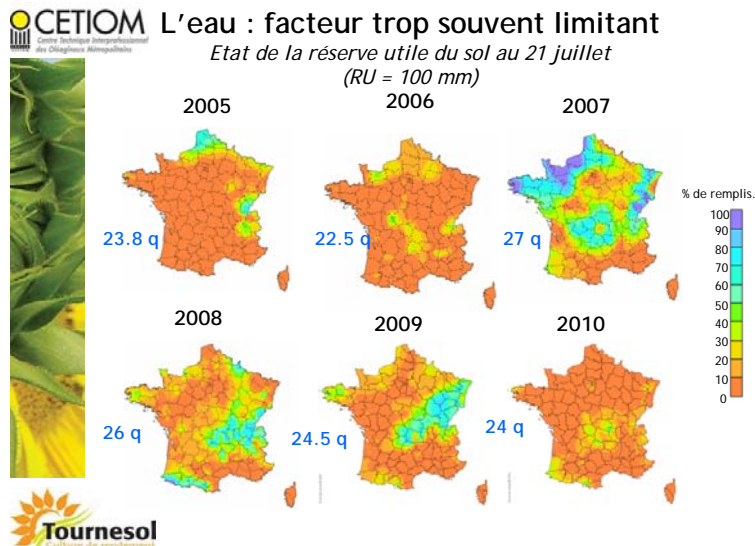 CETIOM
Centre Technique Interprofessionnel
des Oléagineux Métropolitains
L'eau : facteur trop souvent limitant
Etat de la réserve utile du sol au 21 juillet
(RU = 100 mm)
2005
2006
2007
23.8 q
22.5 q
27 q
% de remplis.
100
90
80
70
60
50
40
30
20
10
0
2008
2009
2010
26 q
24.5 q
24 q
Tournesol